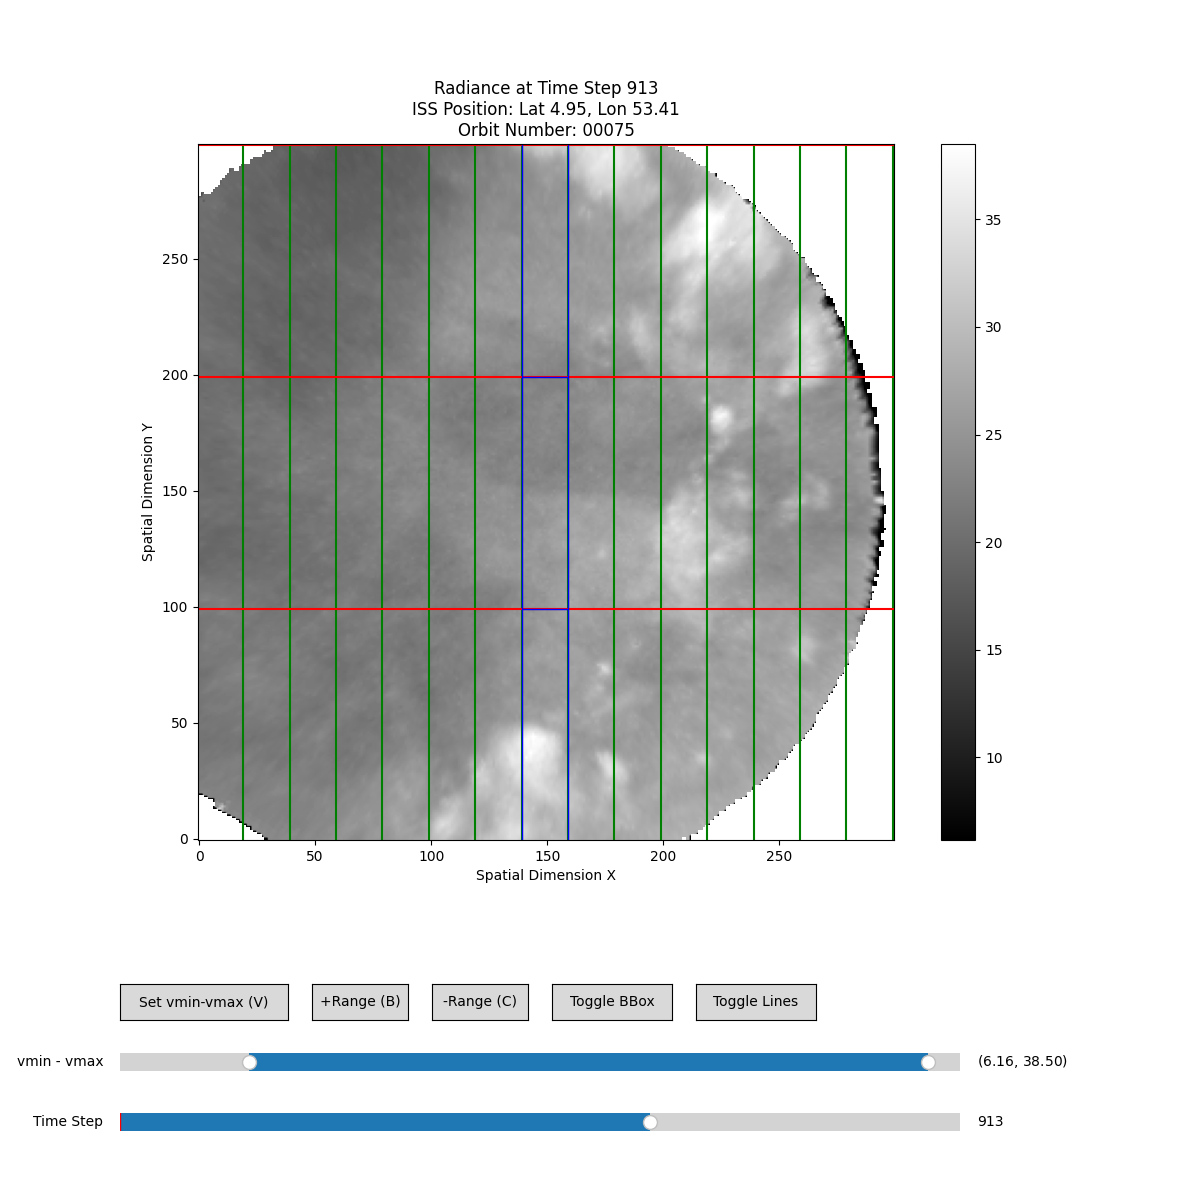 Radiance at Time Step 913
ISS Position: Lat 4.95, Lon 53.41
Orbit Number: 00075
Spatial Dimension Y
250
200
150
100
50
0
0 50 100 150 200 250
Spatial Dimension X
35
30
25
20
15
10
Set vmin-vmax (V) +Range (B) -Range (C) Toggle BBox Toggle Lines
vmin - vmax (6.16, 38.50)
Time Step 913